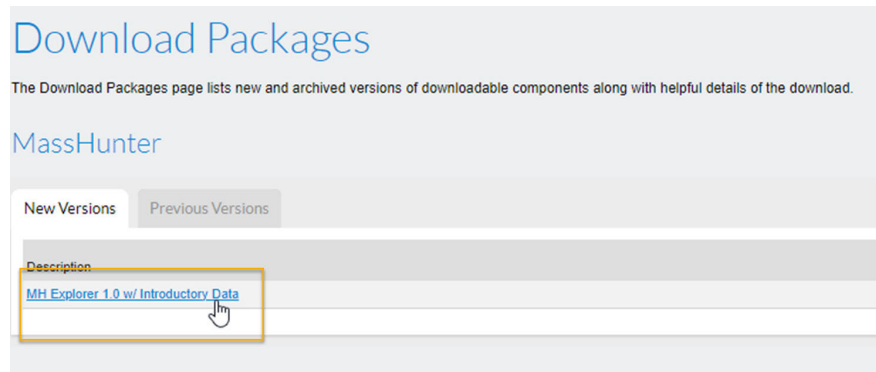 Download Packages
The Download Packages page lists new and archived versions of downloadable components along with helpful details of the download.
MassHunter
New Versions Previous Versions
Description
MH Explorer 1.0 w/ Introductory Data